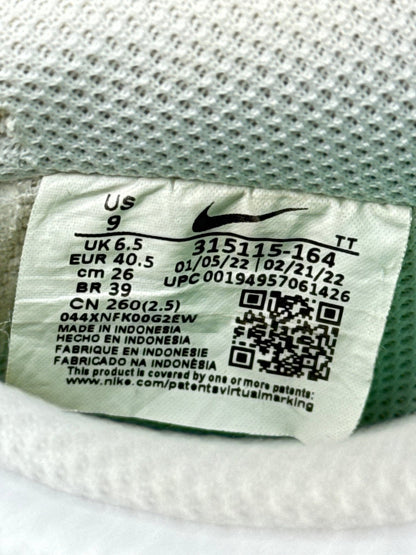 US
9
UK 6.5
EUR 40.5
cm 26
BR 39
CN 260(2.5)
315115-164
TT
01/05/22 02/21/22
UPC 00194957061426
044XNFK00G2EW
MADE IN INDONESIA
HECHO EN INDONESIA
FABRIQUE EN INDONESIE
FABRICADO NA INDONÉSIA
This product is covered by one or more patents:
www.nike.com/patentsvirtualmarking